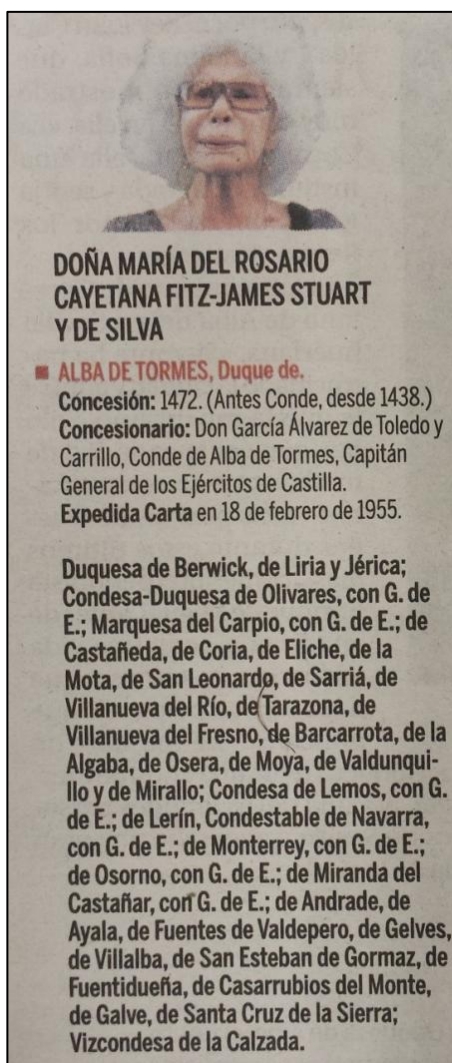 DOÑA MARÍA DEL ROSARIO
CAYETANA FITZ-JAMES STUART
Y DE SILVA
ALBA DE TORMES, Duque de.
Concesión: 1472. (Antes Conde, desde 1438.)
Concesionario: Don García Álvarez de Toledo y
Carrillo, Conde de Alba de Tormes, Capitán
General de los Ejércitos de Castilla.
Expedida Carta en 18 de febrero de 1955.
Duquesa de Berwick, de Liria y Jérica;
Condesa-Duquesa de Olivares, con G. de
E.; Marquesa del Carpio, con G. de E.; de
Castañeda, de Coria, de Eliche, de la
Mota, de San Leonardo, de Sarriá, de
Villanueva del Río, de Tarazona, de
Villanueva del Fresno, de Barcarrota, de la
Algaba, de Osera, de Moya, de Valdunqui-
llo y de Mirallo; Condesa de Lemos, con G.
de E.; de Lerín, Condestable de Navarra,
con G. de E.; de Monterrey, con G. de E.;
de Osorno, con G. de E.; de Miranda del
Castañar, con G. de E.; de Andrade, de
Ayala, de Fuentes de Valdepero, de Gelves,
de Villalba, de San Esteban de Gormaz, de
Fuentidueña, de Casarrubios del Monte,
de Galve, de Santa Cruz de la Sierra;
Vizcondesa de la Calzada.